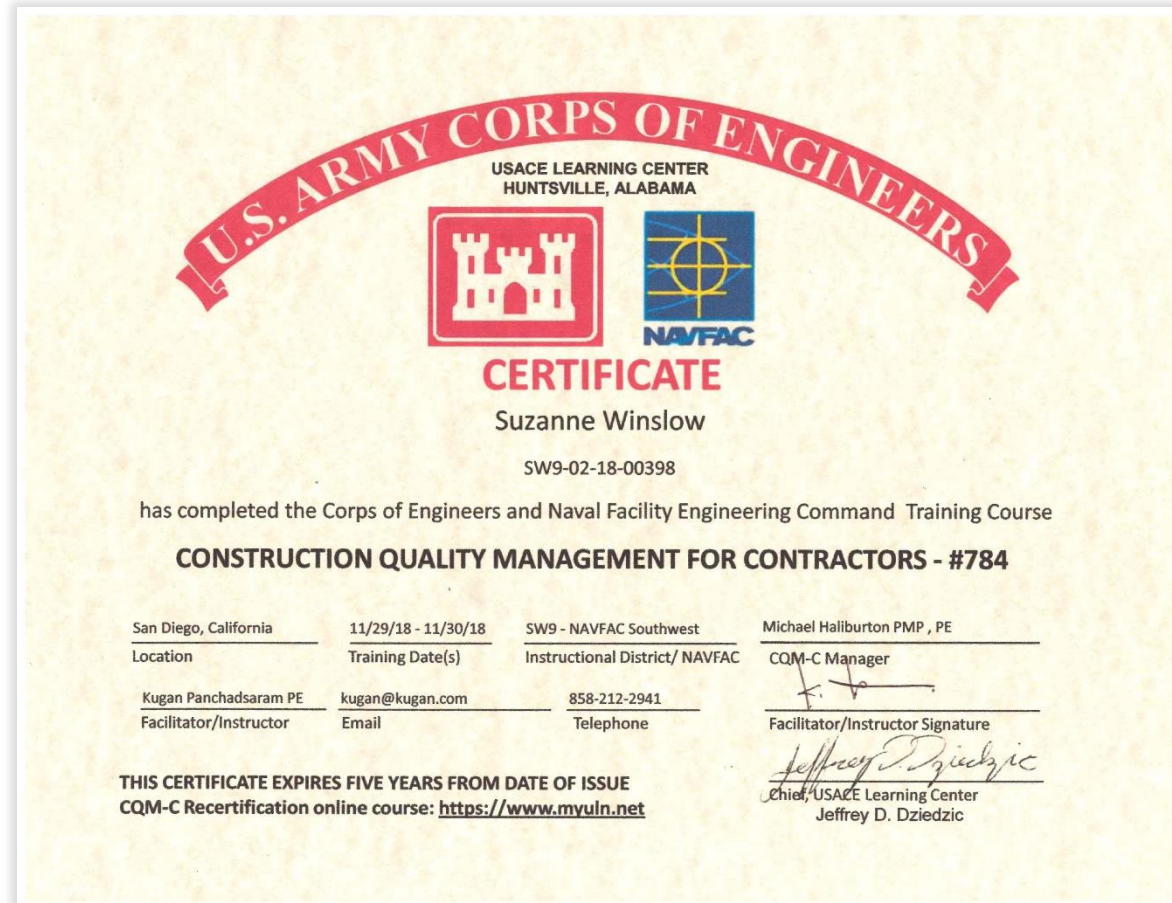 U.S. ARMY CORPS OF ENGINEERS
USACE LEARNING CENTER
HUNTSVILLE, ALABAMA
NAVFAC
CERTIFICATE
Suzanne Winslow
SW9-02-18-00398
has completed the Corps of Engineers and Naval Facility Engineering Command Training Course
CONSTRUCTION QUALITY MANAGEMENT FOR CONTRACTORS - #784
San Diego, California 11/29/18 - 11/30/18 SW9 - NAVFAC Southwest Michael Haliburton PMP , PE
Location Training Date(s) Instructional District/ NAVFAC CQM-C Manager
Kugan Panchadsaram PE kugan@kugan.com 858-212-2941
Facilitator/Instructor Email Telephone Facilitator/Instructor Signature
Jeffrey D. Dziedzic
THIS CERTIFICATE EXPIRES FIVE YEARS FROM DATE OF ISSUE Chief, USACE Learning Center
CQM-C Recertification online course: https://www.myuln.net Jeffrey D. Dziedzic